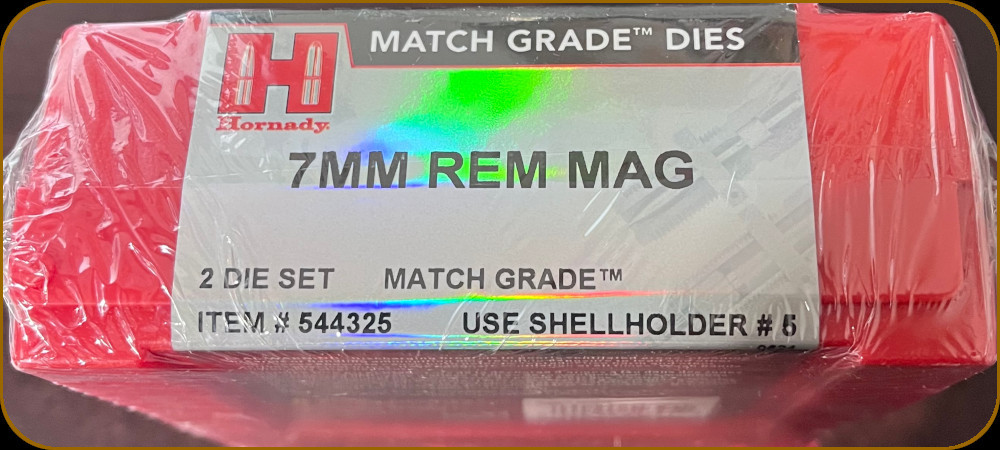 MATCH GRADE™ DIES
H
Hornady
7MM REM MAG
2 DIE SET MATCH GRADE™
ITEM # 544325 USE SHELLHOLDER # 5